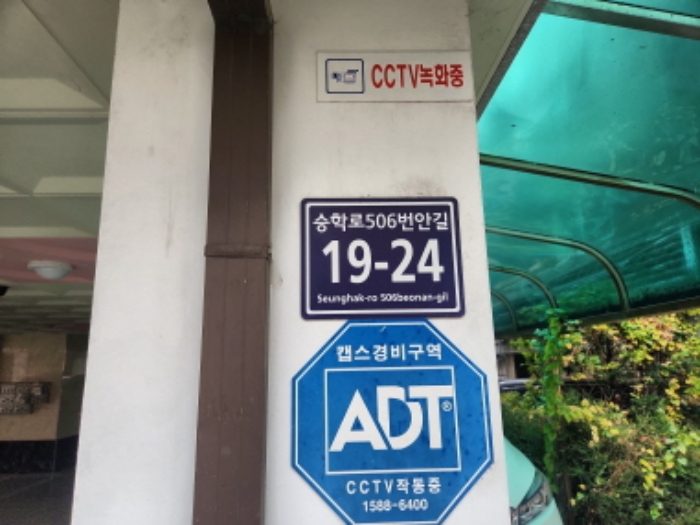 CCTV녹화중
승학로506번안길
19-24
Seunghak-ro 506beonan-gil
캡스경비구역
ADT®
CCTV작동중
1588-6400